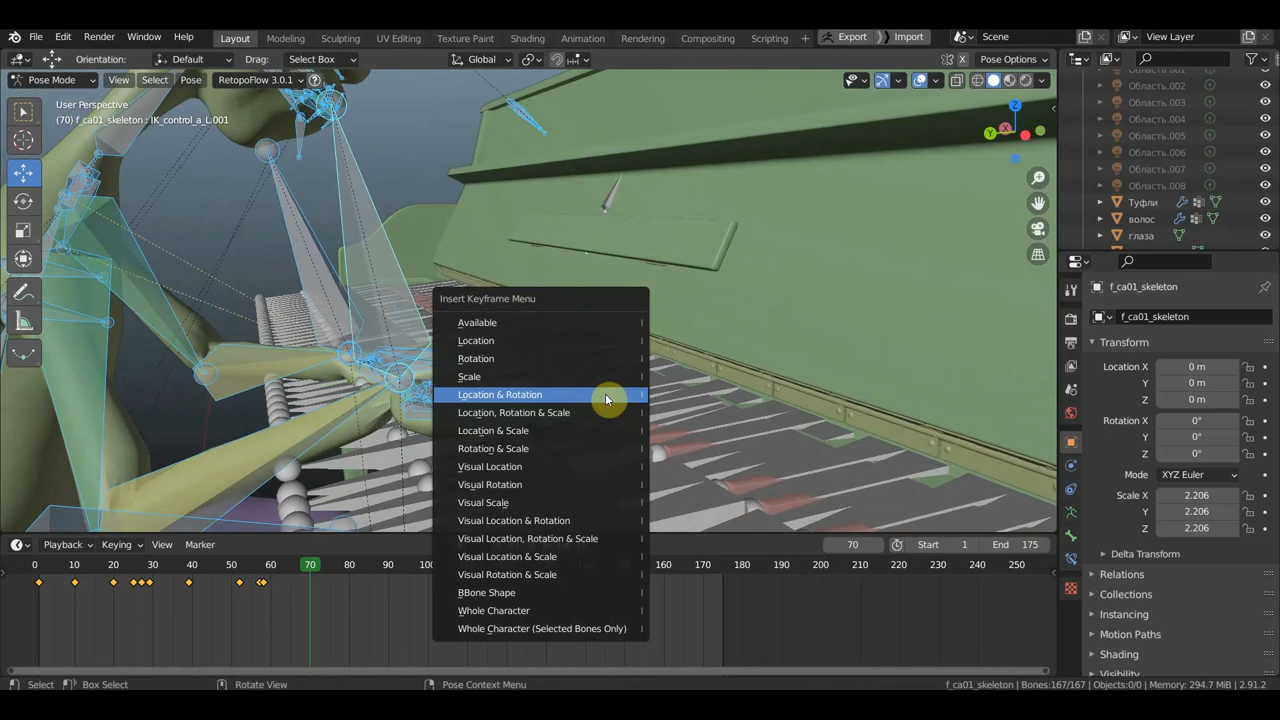 File Edit Render Window Help Layout Modeling Sculpting UV Editing Texture Paint Shading Animation Rendering Compositing Scripting + Export Import Scene View Layer
Orientation: Default Drag: Select Box Global Pose Options
Pose Mode View Select Pose RetopoFlow 3.0.1
User Perspective
(70) f_ca01_skeleton : IK_control_a_L.001
Z
X
Y
Область.001
Область.002
Область.003
Область.004
Область.005
Область.006
Область.007
Область.008
Туфли
волос
глаза
Insert Keyframe Menu
Available I
Location I
Rotation I
Scale I
Location & Rotation I
Location, Rotation & Scale I
Location & Scale I
Rotation & Scale I
Visual Location I
Visual Rotation I
Visual Scale I
Visual Location & Rotation I
Visual Location, Rotation & Scale I
Visual Location & Scale I
Visual Rotation & Scale I
BBone Shape I
Whole Character I
Whole Character (Selected Bones Only) I
f_ca01_skeleton
f_ca01_skeleton
Transform
Location X 0 m
Y 0 m
Z 0 m
Rotation X 0°
Y 0°
Z 0°
Mode XYZ Euler
Scale X 2.206
Y 2.206
Z 2.206
Delta Transform
Relations
Collections
Instancing
Motion Paths
Shading
Visibility
Playback Keying View Marker 70 Start 1 End 175
0 10 20 30 40 50 60 70 80 90 100 160 170 180 190 200 210 220 230 240 250
Select Box Select Rotate View Pose Context Menu f_ca01_skeleton | Bones:167/167 | Objects:0/0 | Memory: 294.7 MiB | 2.91.2